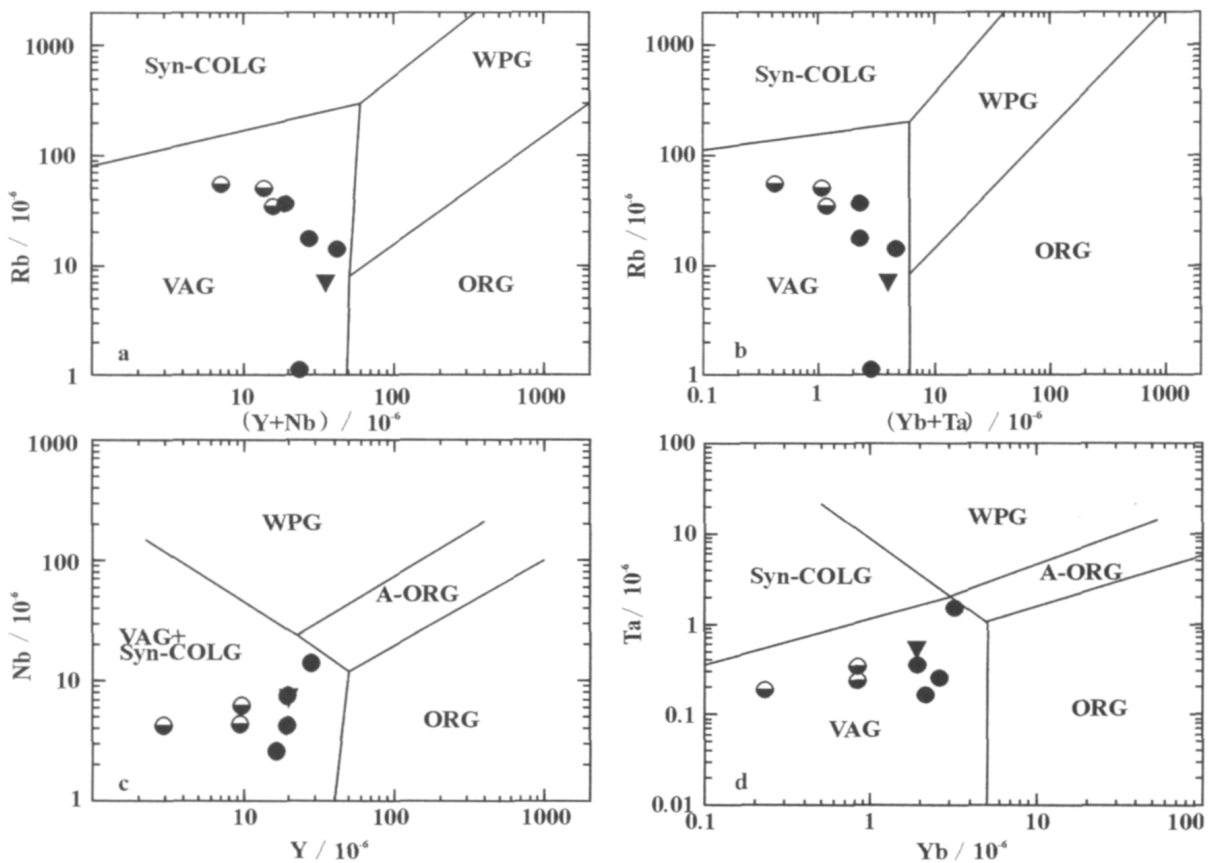 1000
100
10
1
Rb / 10⁻⁶
Syn-COLG
WPG
VAG
ORG
a
10
100
1000
(Y+Nb) / 10⁻⁶
1000
100
10
1
Rb / 10⁻⁶
Syn-COLG
WPG
ORG
VAG
b
0.1
1
10
100
1000
(Yb+Ta) / 10⁻⁶
1000
100
10
1
Nb / 10⁻⁶
WPG
A-ORG
VAG+
Syn-COLG
ORG
c
10
100
1000
Y / 10⁻⁶
100
10
1
0.1
0.01
Ta / 10⁻⁶
WPG
Syn-COLG
A-ORG
VAG
ORG
d
0.1
1
10
100
Yb / 10⁻⁶